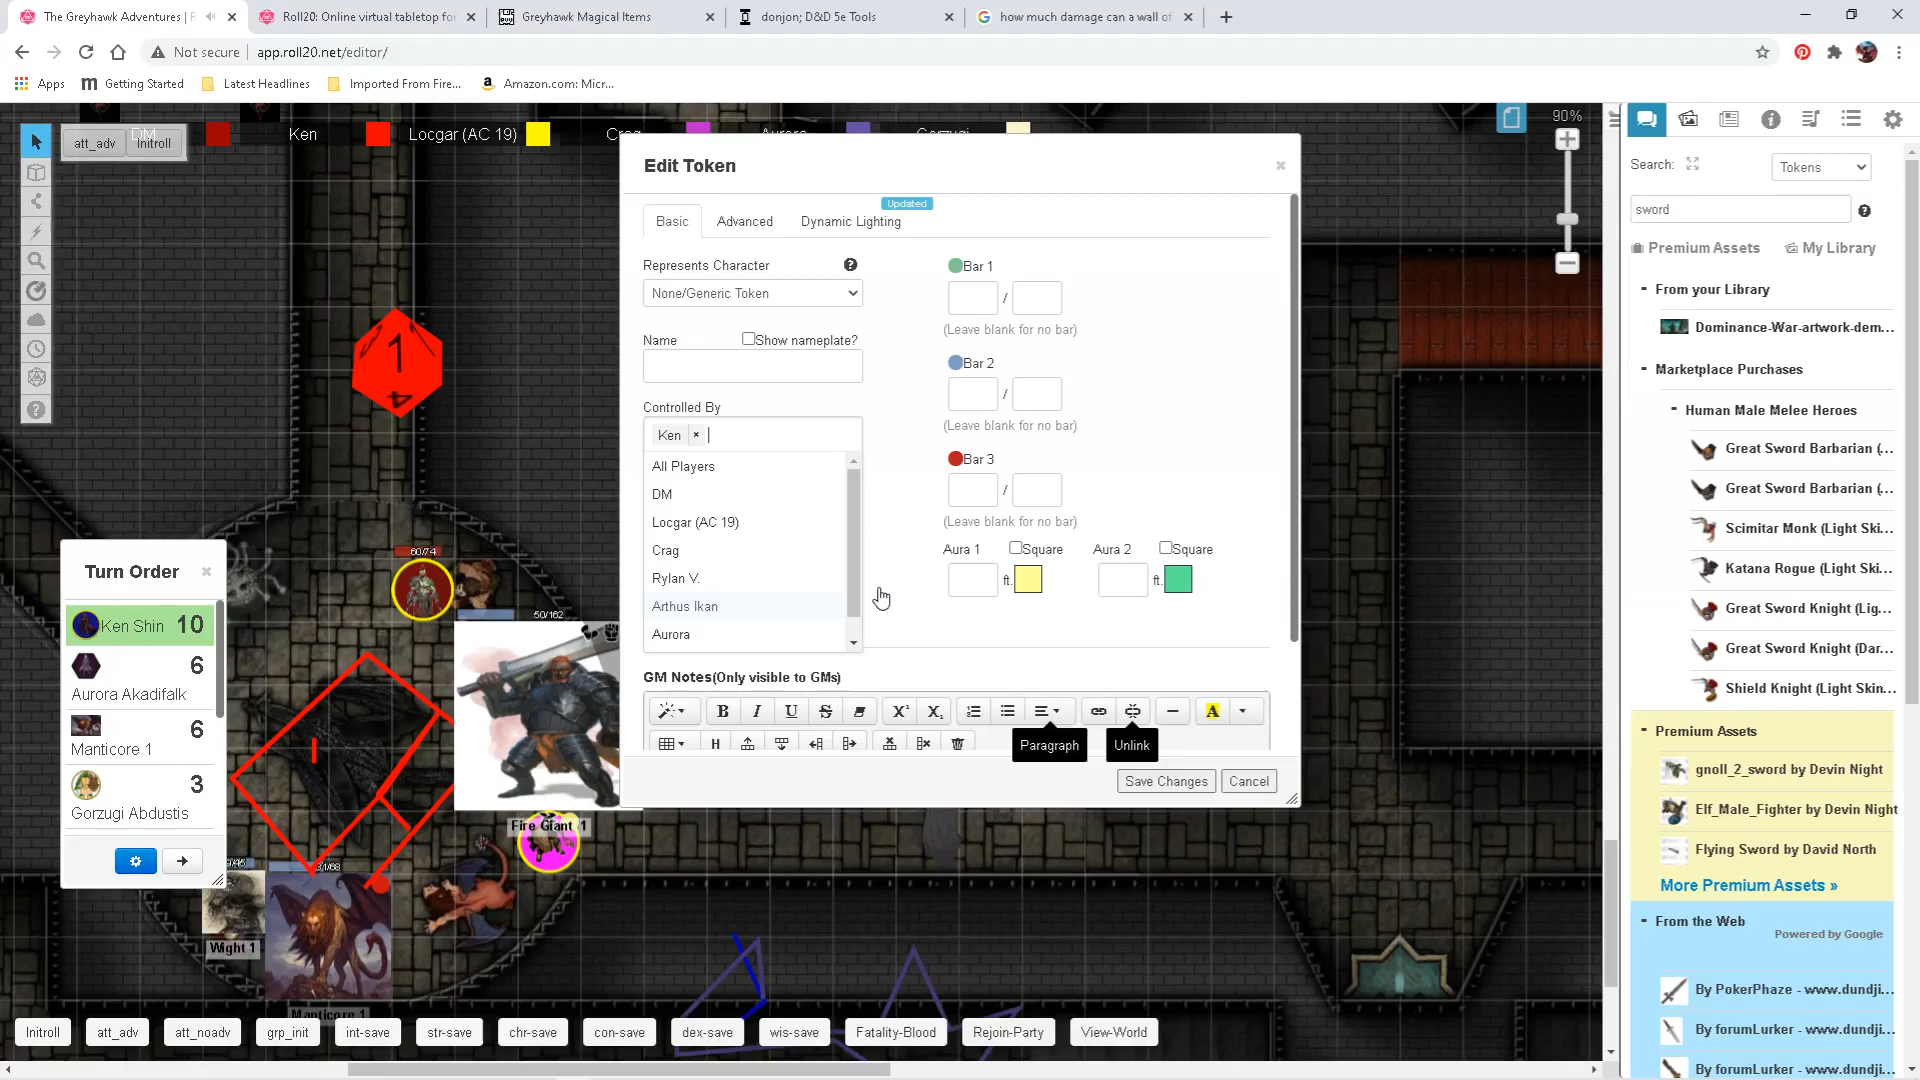 The Greyhawk Adventures | R
Roll20: Online virtual tabletop for
Greyhawk Magical Items
donjon; D&D 5e Tools
how much damage can a wall of
Not secure
app.roll20.net/editor/
Apps
Getting Started
Latest Headlines
Imported From Fire...
Amazon.com: Micr...
att_adv
Initroll
DM
Ken
Locgar (AC 19)
Crag
Aurora
Gorzugi
90%
Edit Token
Updated
Basic
Advanced
Dynamic Lighting
Represents Character
None/Generic Token
Name
Show nameplate?
Controlled By
Ken ×
All Players
DM
Locgar (AC 19)
Crag
Rylan V.
Arthus Ikan
Aurora
Bar 1
/
(Leave blank for no bar)
Bar 2
/
(Leave blank for no bar)
Bar 3
/
(Leave blank for no bar)
Aura 1
Square
Aura 2
Square
ft.
ft.
GM Notes(Only visible to GMs)
Paragraph
Unlink
Save Changes
Cancel
1
4
60/74
50/162
Turn Order
Ken Shin 10
6
Aurora Akadifalk
6
Manticore 1
3
Gorzugi Abdustis
Fire Giant 1
Wight 1
Manticore 1
Initroll
att_adv
att_noadv
grp_init
int-save
str-save
chr-save
con-save
dex-save
wis-save
Fatality-Blood
Rejoin-Party
View-World
Search:
Tokens
sword
Premium Assets
My Library
From your Library
Dominance-War-artwork-dem...
Marketplace Purchases
Human Male Melee Heroes
Great Sword Barbarian (...
Great Sword Barbarian (...
Scimitar Monk (Light Ski...
Katana Rogue (Light Ski...
Great Sword Knight (Lig...
Great Sword Knight (Dar...
Shield Knight (Light Skin...
Premium Assets
gnoll_2_sword by Devin Night
Elf_Male_Fighter by Devin Night
Flying Sword by David North
More Premium Assets »
From the Web
Powered by Google
By PokerPhaze - www.dundji...
By forumLurker - www.dundji...
By forumLurker - www.dundji...